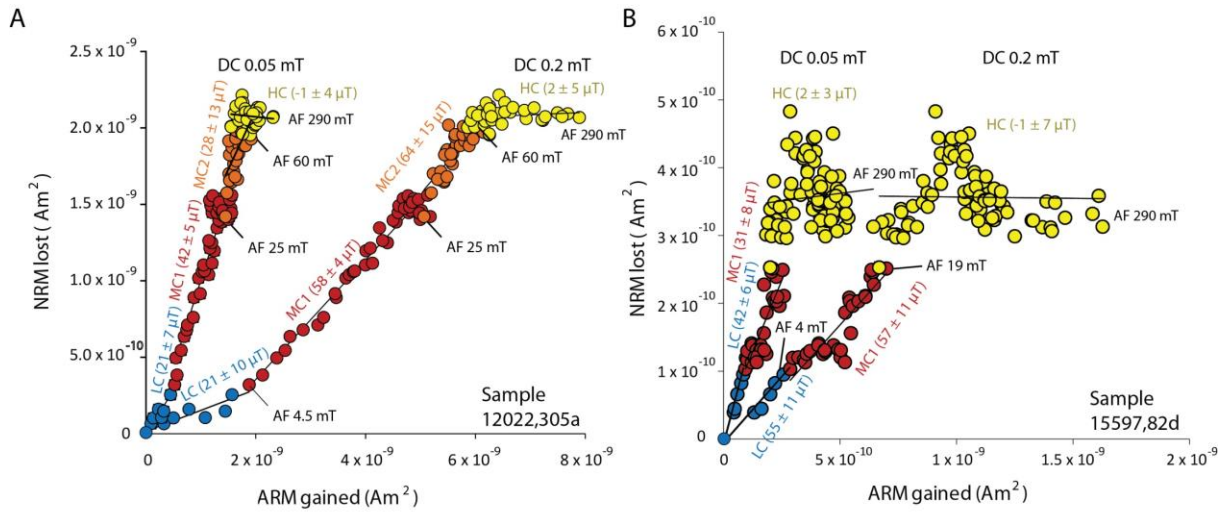 A
NRM lost ( Am²)
2.5 x 10⁻⁹
2.0 x 10⁻⁹
1.5 x 10⁻⁹
1.0 x 10⁻⁹
5.0 x 10⁻¹⁰
0
DC 0.05 mT
HC (-1 ± 4 µT)
AF 290 mT
AF 60 mT
AF 25 mT
MC2 (28 ± 13 µT)
MC1 (42 ± 5 µT)
LC (21 ± 7 µT)
DC 0.2 mT
HC (2 ± 5 µT)
AF 290 mT
AF 60 mT
AF 25 mT
MC2 (64 ± 15 µT)
MC1 (58 ± 4 µT)
LC (21 ± 10 µT)
AF 4.5 mT
Sample
12022,305a
0
2 x 10⁻⁹
4 x 10⁻⁹
6 x 10⁻⁹
8 x 10⁻⁹
ARM gained (Am²)
B
NRM lost (Am²)
6 x 10⁻¹⁰
5 x 10⁻¹⁰
4 x 10⁻¹⁰
3 x 10⁻¹⁰
2 x 10⁻¹⁰
1 x 10⁻¹⁰
0
DC 0.05 mT
HC (2 ± 3 µT)
AF 290 mT
MC1 (31 ± 8 µT)
LC (42 ± 6 µT)
AF 4 mT
DC 0.2 mT
HC (-1 ± 7 µT)
AF 290 mT
AF 19 mT
MC1 (57 ± 11 µT)
LC (55 ± 11 µT)
Sample
15597,82d
0
5 x 10⁻¹⁰
1 x 10⁻⁹
1.5 x 10⁻⁹
2 x 10⁻⁹
ARM gained (Am²)